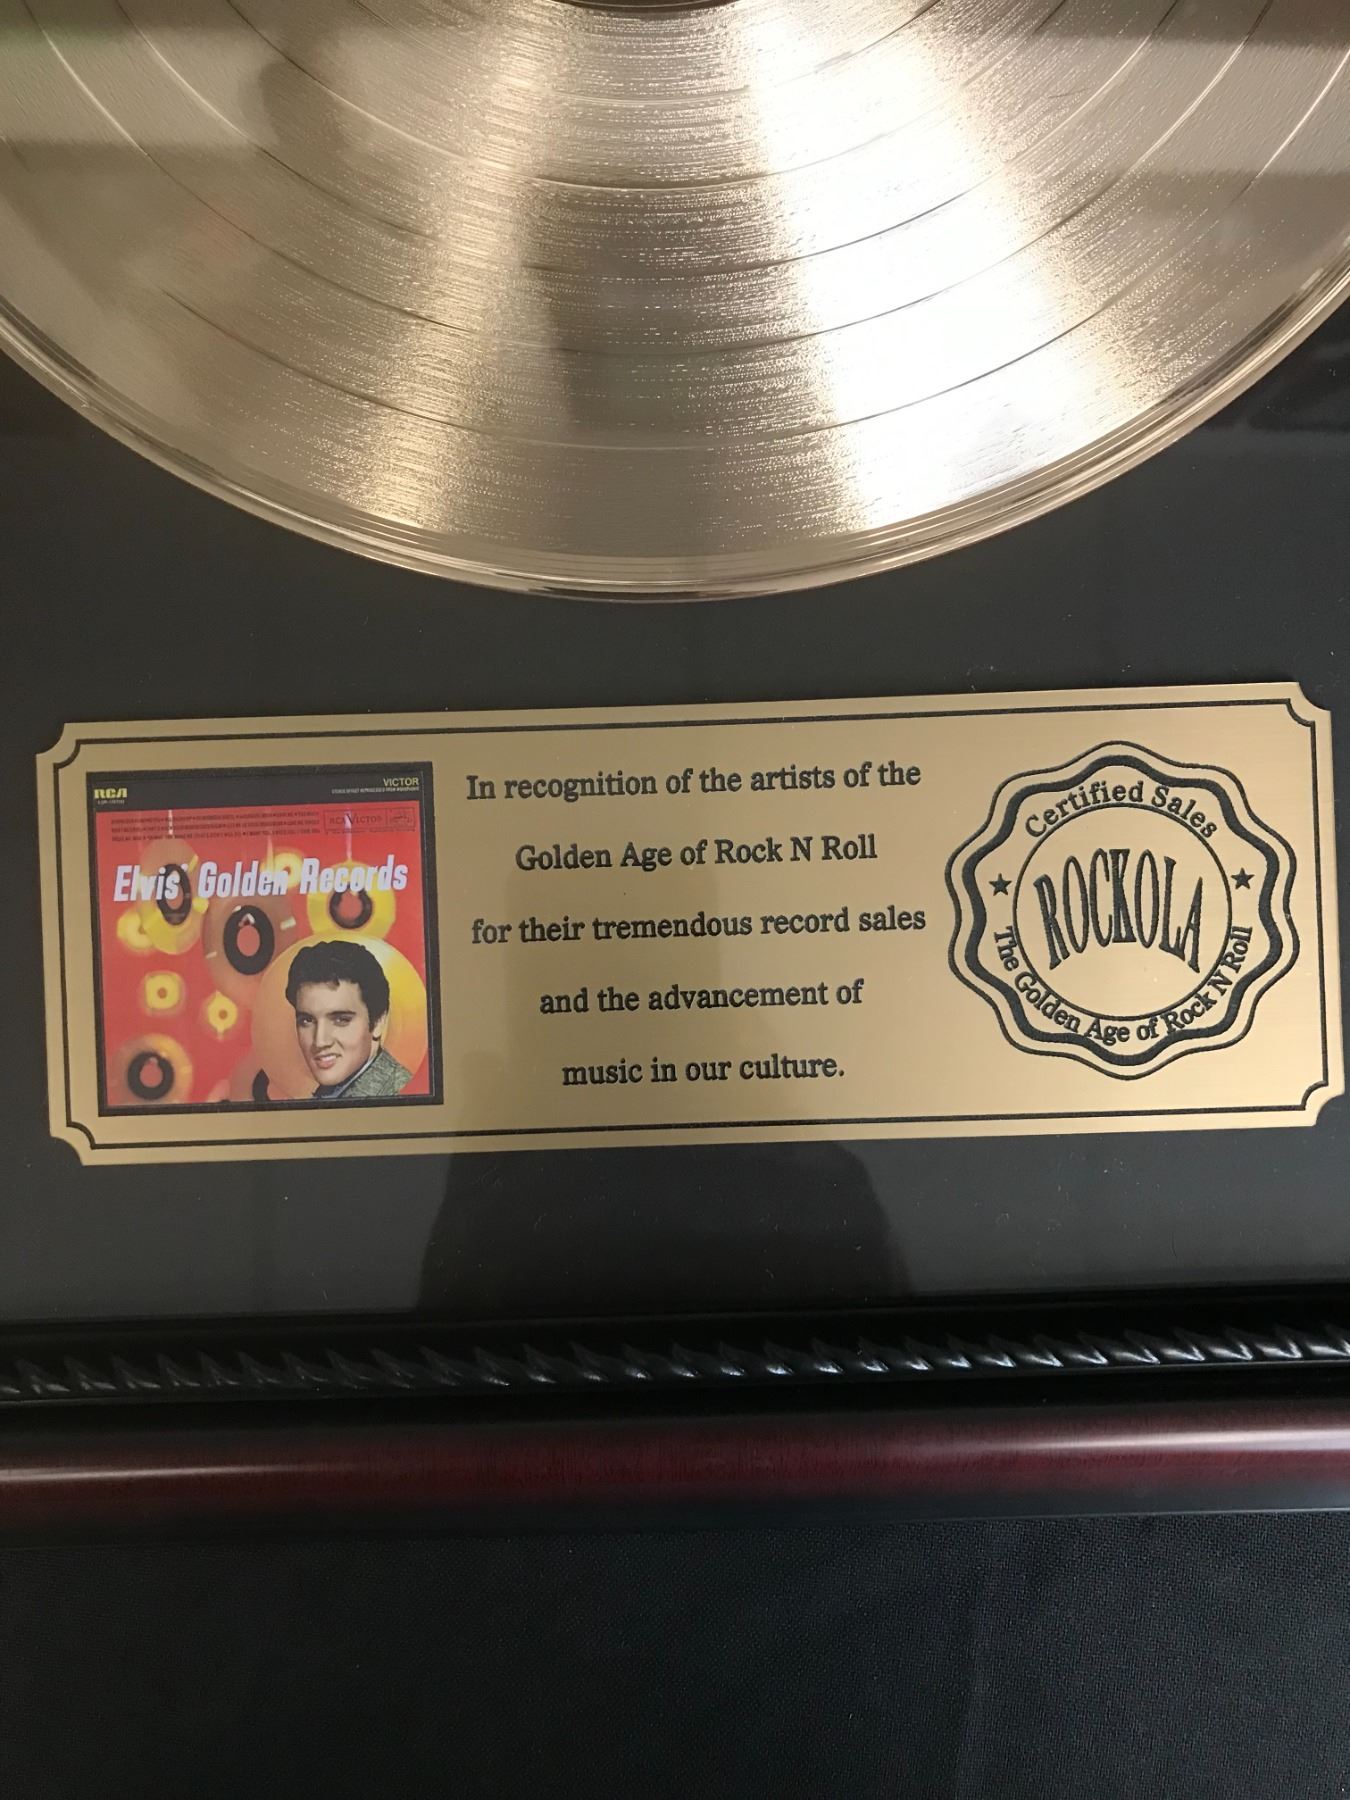 RCA
VICTOR
RCA VICTOR
Elvis' Golden Records
In recognition of the artists of the
Golden Age of Rock N Roll
for their tremendous record sales
and the advancement of
music in our culture.
Certified Sales
ROCKOLA
The Golden Age of Rock N Roll